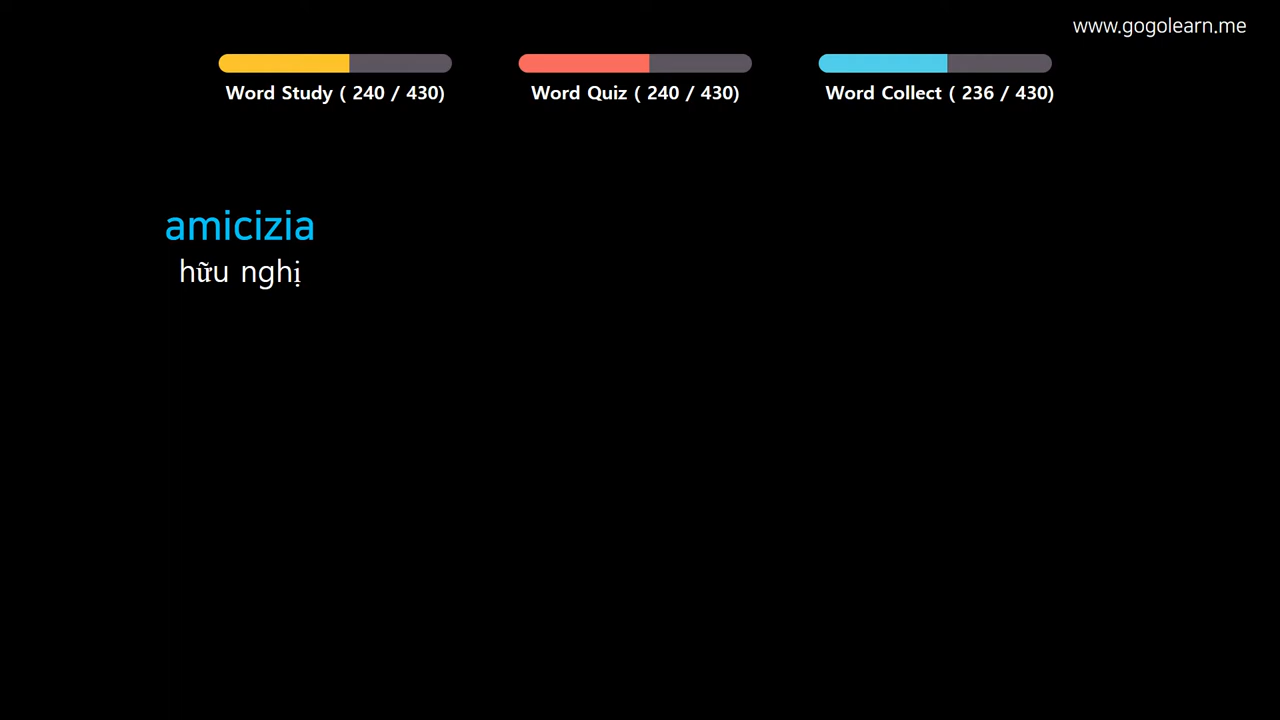 www.gogolearn.me
Word Study ( 240 / 430)
Word Quiz ( 240 / 430)
Word Collect ( 236 / 430)
amicizia
hữu nghị